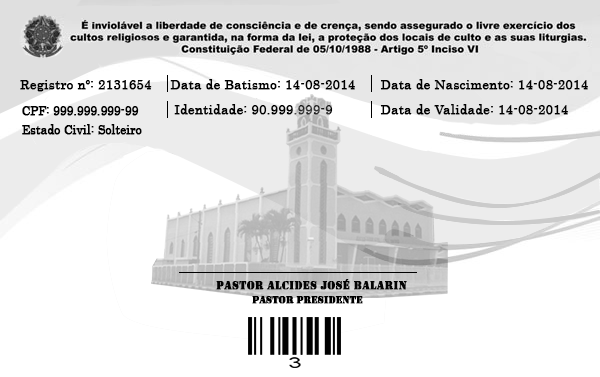 É inviolável a liberdade de consciência e de crença, sendo assegurado o livre exercício dos
cultos religiosos e garantida, na forma da lei, a proteção dos locais de culto e as suas liturgias.
Constituição Federal de 05/10/1988 - Artigo 5º Inciso VI
Registro nº: 2131654 Data de Batismo: 14-08-2014 Data de Nascimento: 14-08-2014
CPF: 999.999.999-99 Identidade: 90.999.999-9 Data de Validade: 14-08-2014
Estado Civil: Solteiro
PASTOR ALCIDES JOSÉ BALARIN
PASTOR PRESIDENTE
3